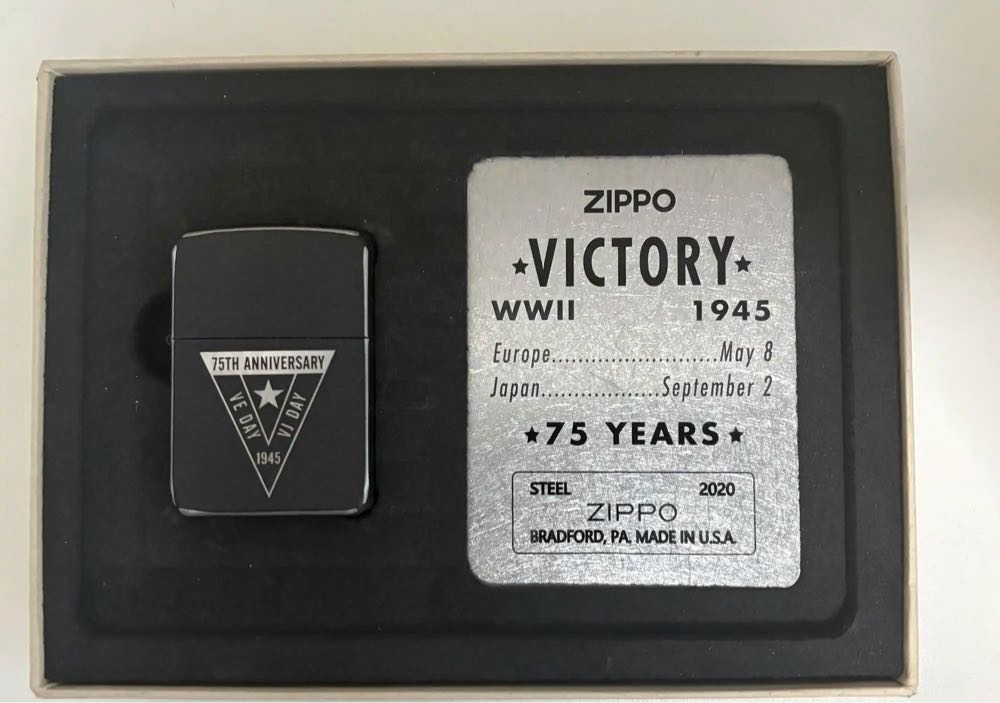 75TH ANNIVERSARY
VE DAY
VJ DAY
1945
ZIPPO
★VICTORY★
WWII 1945
Europe.........................May 8
Japan..................September 2
★75 YEARS★
STEEL 2020
ZIPPO
BRADFORD, PA. MADE IN U.S.A.